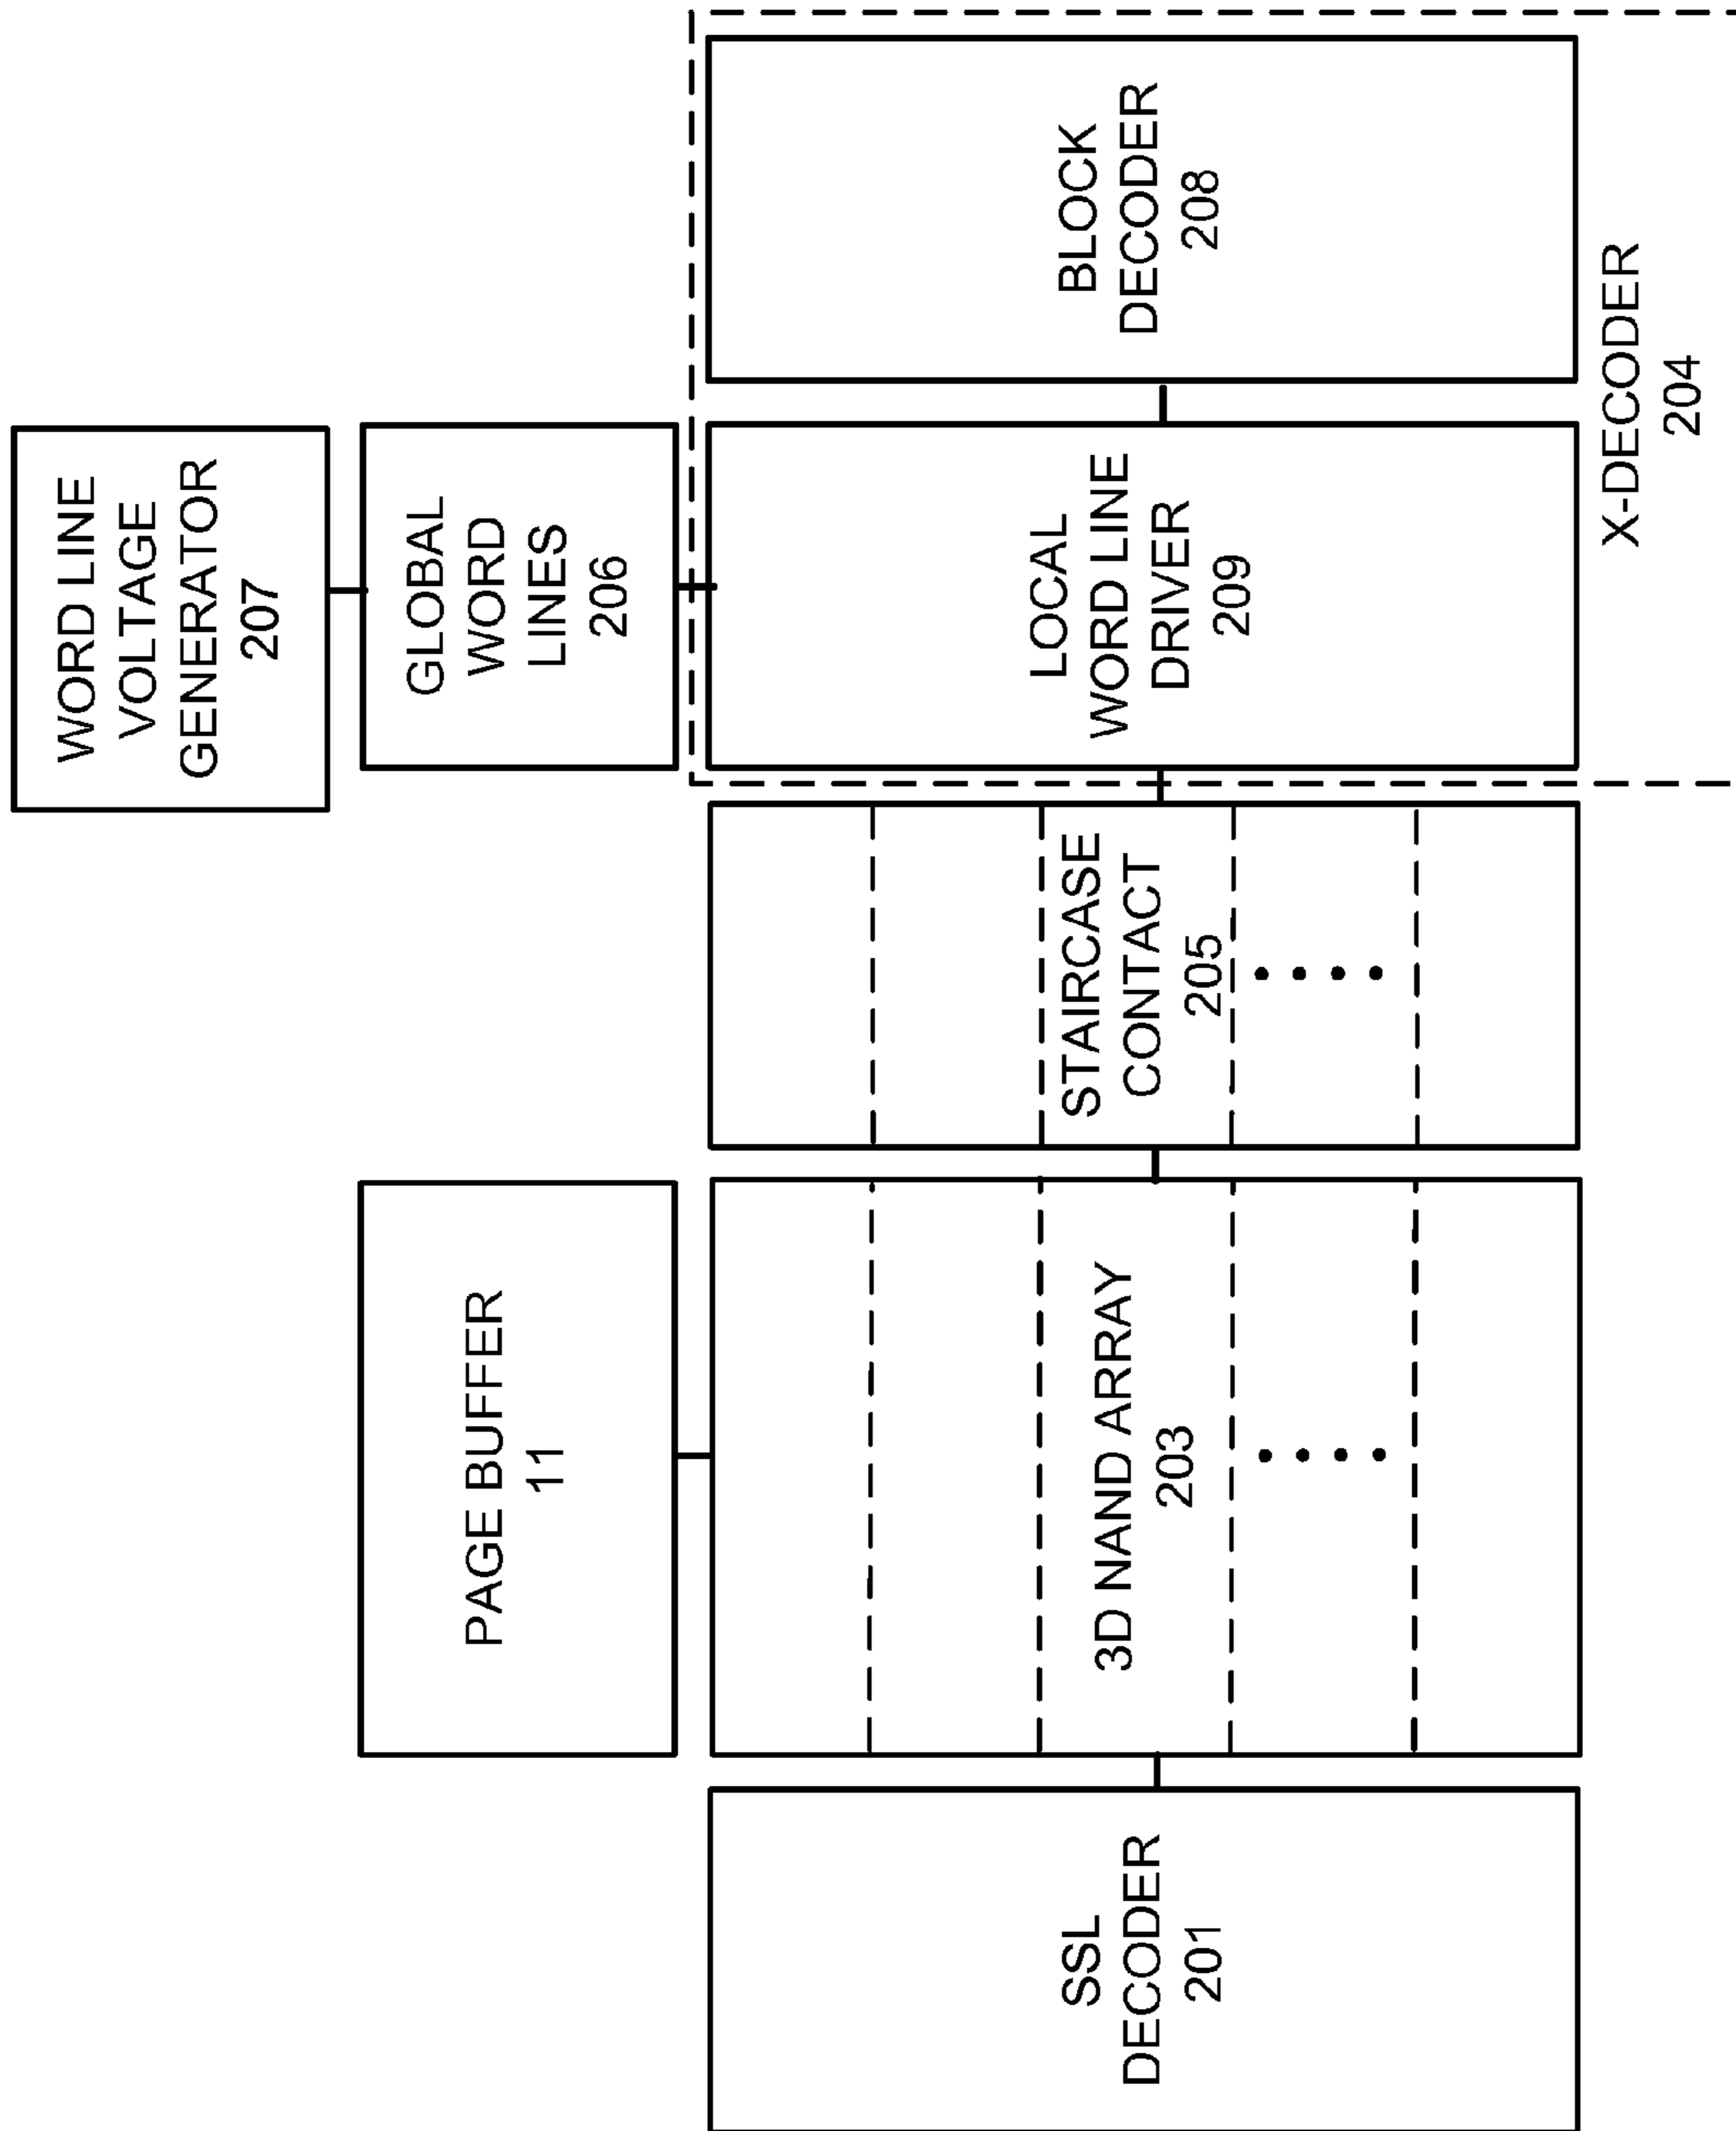 WORD LINE
VOLTAGE
GENERATOR
207
PAGE BUFFER
11
GLOBAL
WORD
LINES
206
SSL
DECODER
201
3D NAND ARRAY
203
STAIRCASE
CONTACT
205
LOCAL
WORD LINE
DRIVER
209
BLOCK
DECODER
208
X-DECODER
204